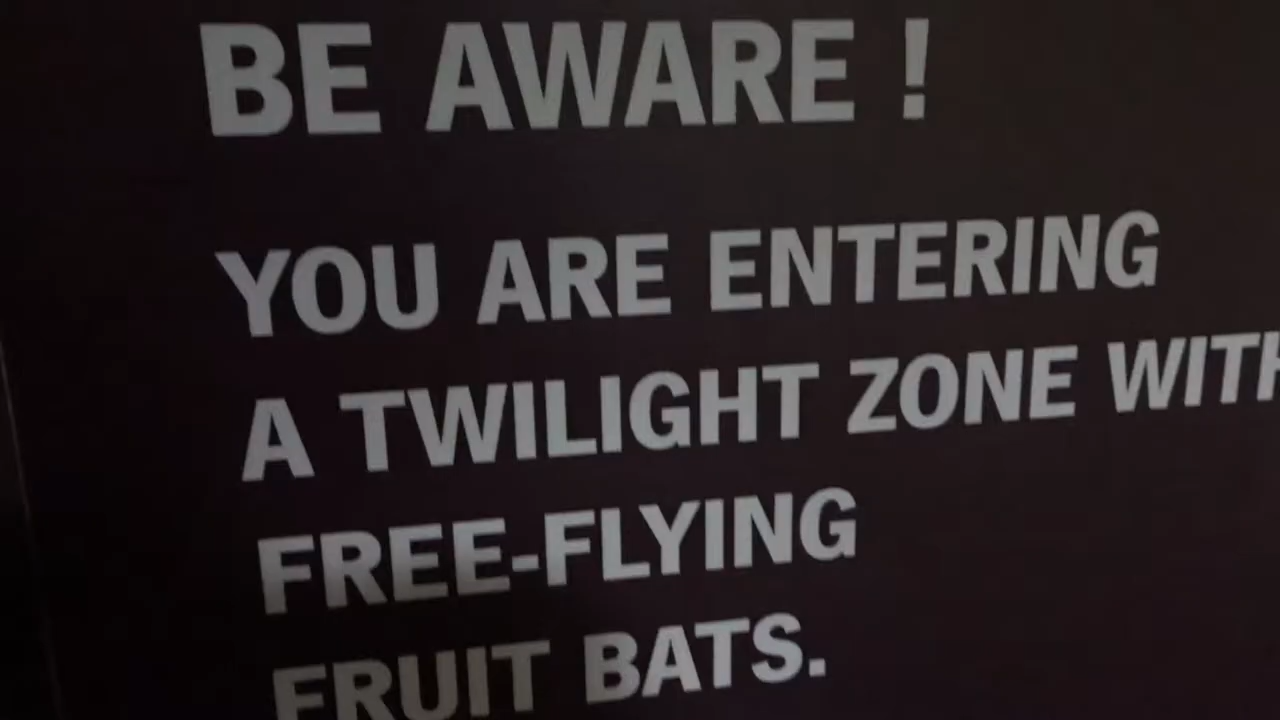 BE AWARE !
YOU ARE ENTERING
A TWILIGHT ZONE WITH
FREE-FLYING
FRUIT BATS.